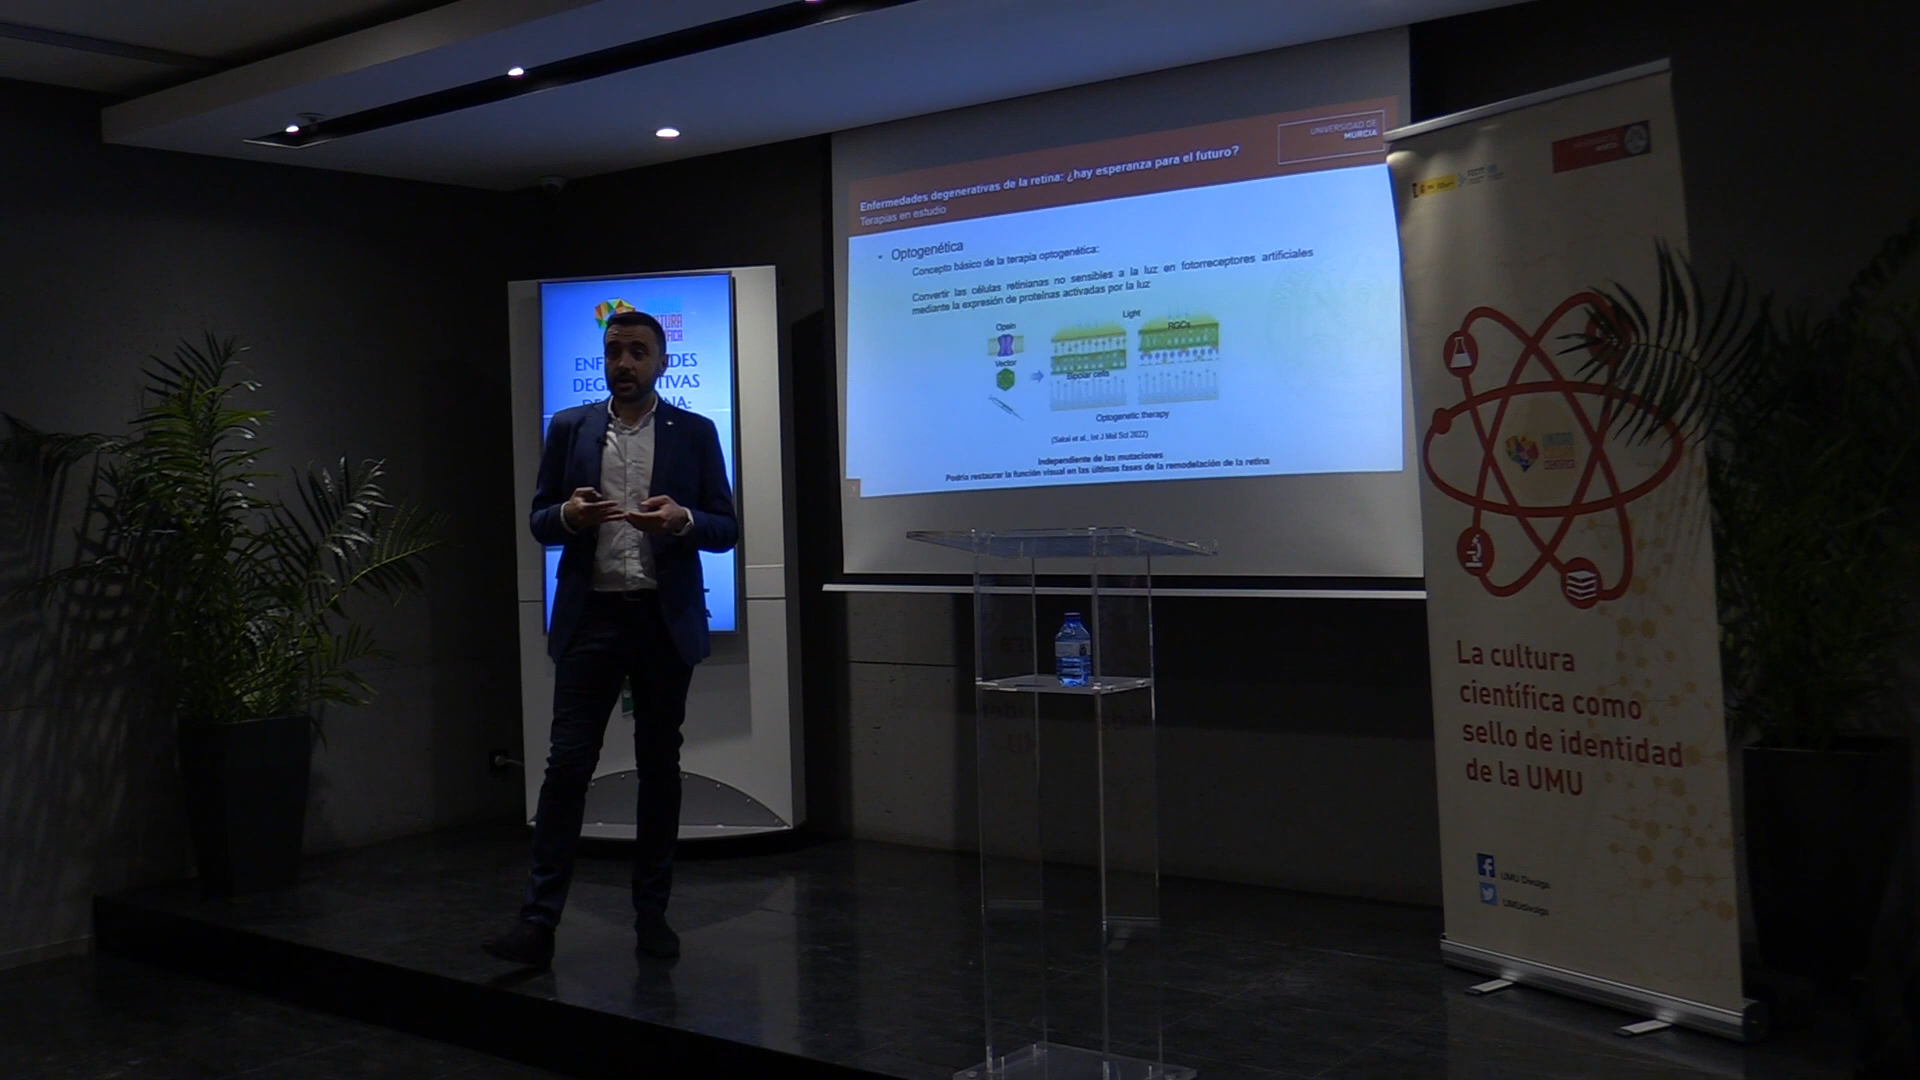 UNIVERSIDAD DE
MURCIA
Enfermedades degenerativas de la retina: ¿hay esperanza para el futuro?
Terapias en estudio
• Optogenética
Concepto básico de la terapia optogenética:
Convertir las células retinianas no sensibles a la luz en fotorreceptores artificiales
mediante la expresión de proteínas activadas por la luz
Opsin
Vector
Light
RGCs
Bipolar cells
Optogenetic therapy
(Sakai et al., Int J Mol Sci 2022)
Independiente de las mutaciones
Podría restaurar la función visual en las últimas fases de la remodelación de la retina
La cultura
científica como
sello de identidad
de la UMU
UMU Divulga
UMUdivulga